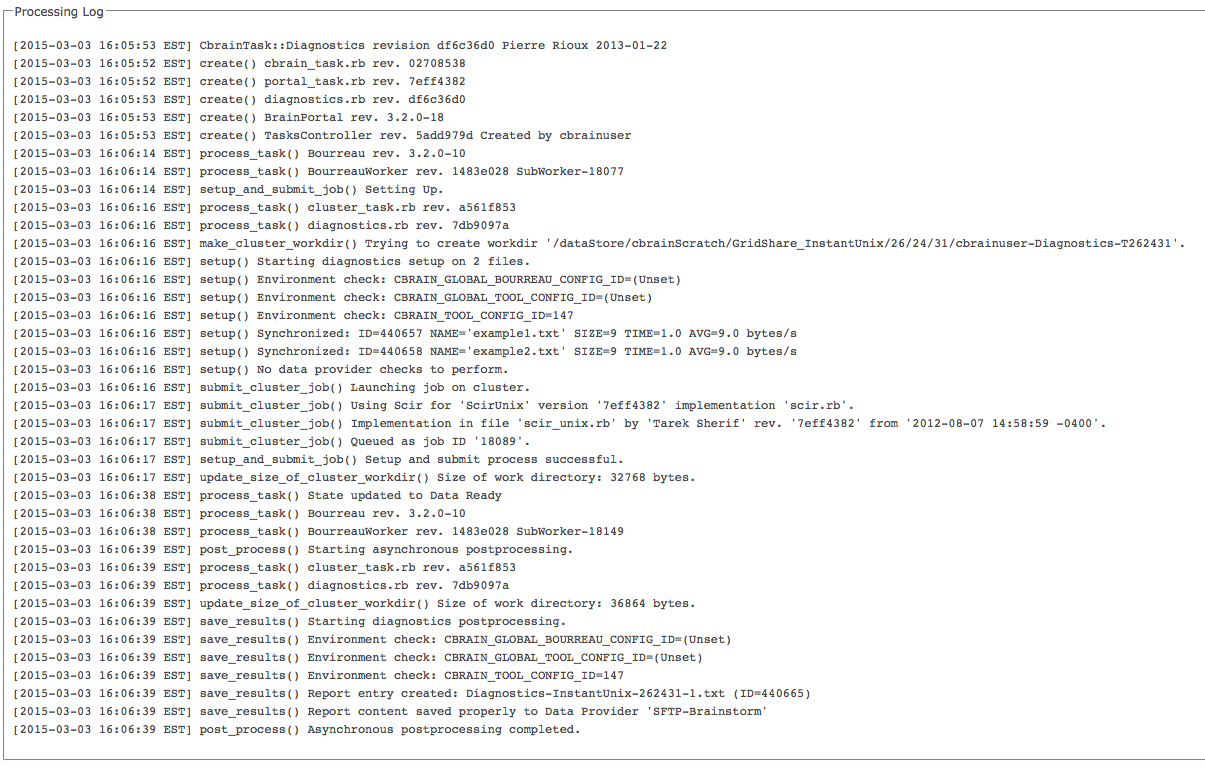 Processing Log
[2015-03-03 16:05:53 EST] CbrainTask::Diagnostics revision df6c36d0 Pierre Rioux 2013-01-22
[2015-03-03 16:05:52 EST] create() cbrain_task.rb rev. 02708538
[2015-03-03 16:05:52 EST] create() portal_task.rb rev. 7eff4382
[2015-03-03 16:05:53 EST] create() diagnostics.rb rev. df6c36d0
[2015-03-03 16:05:53 EST] create() BrainPortal rev. 3.2.0-18
[2015-03-03 16:05:53 EST] create() TasksController rev. 5add979d Created by cbrainuser
[2015-03-03 16:06:14 EST] process_task() Bourreau rev. 3.2.0-10
[2015-03-03 16:06:14 EST] process_task() BourreauWorker rev. 1483e028 SubWorker-18077
[2015-03-03 16:06:14 EST] setup_and_submit_job() Setting Up.
[2015-03-03 16:06:16 EST] process_task() cluster_task.rb rev. a561f853
[2015-03-03 16:06:16 EST] process_task() diagnostics.rb rev. 7db9097a
[2015-03-03 16:06:16 EST] make_cluster_workdir() Trying to create workdir '/dataStore/cbrainScratch/GridShare_InstantUnix/26/24/31/cbrainuser-Diagnostics-T262431'.
[2015-03-03 16:06:16 EST] setup() Starting diagnostics setup on 2 files.
[2015-03-03 16:06:16 EST] setup() Environment check: CBRAIN_GLOBAL_BOURREAU_CONFIG_ID=(Unset)
[2015-03-03 16:06:16 EST] setup() Environment check: CBRAIN_GLOBAL_TOOL_CONFIG_ID=(Unset)
[2015-03-03 16:06:16 EST] setup() Environment check: CBRAIN_TOOL_CONFIG_ID=147
[2015-03-03 16:06:16 EST] setup() Synchronized: ID=440657 NAME='example1.txt' SIZE=9 TIME=1.0 AVG=9.0 bytes/s
[2015-03-03 16:06:16 EST] setup() Synchronized: ID=440658 NAME='example2.txt' SIZE=9 TIME=1.0 AVG=9.0 bytes/s
[2015-03-03 16:06:16 EST] setup() No data provider checks to perform.
[2015-03-03 16:06:16 EST] submit_cluster_job() Launching job on cluster.
[2015-03-03 16:06:17 EST] submit_cluster_job() Using Scir for 'ScirUnix' version '7eff4382' implementation 'scir.rb'.
[2015-03-03 16:06:17 EST] submit_cluster_job() Implementation in file 'scir_unix.rb' by 'Tarek Sherif' rev. '7eff4382' from '2012-08-07 14:58:59 -0400'.
[2015-03-03 16:06:17 EST] submit_cluster_job() Queued as job ID '18089'.
[2015-03-03 16:06:17 EST] setup_and_submit_job() Setup and submit process successful.
[2015-03-03 16:06:17 EST] update_size_of_cluster_workdir() Size of work directory: 32768 bytes.
[2015-03-03 16:06:38 EST] process_task() State updated to Data Ready
[2015-03-03 16:06:38 EST] process_task() Bourreau rev. 3.2.0-10
[2015-03-03 16:06:38 EST] process_task() BourreauWorker rev. 1483e028 SubWorker-18149
[2015-03-03 16:06:39 EST] post_process() Starting asynchronous postprocessing.
[2015-03-03 16:06:39 EST] process_task() cluster_task.rb rev. a561f853
[2015-03-03 16:06:39 EST] process_task() diagnostics.rb rev. 7db9097a
[2015-03-03 16:06:39 EST] update_size_of_cluster_workdir() Size of work directory: 36864 bytes.
[2015-03-03 16:06:39 EST] save_results() Starting diagnostics postprocessing.
[2015-03-03 16:06:39 EST] save_results() Environment check: CBRAIN_GLOBAL_BOURREAU_CONFIG_ID=(Unset)
[2015-03-03 16:06:39 EST] save_results() Environment check: CBRAIN_GLOBAL_TOOL_CONFIG_ID=(Unset)
[2015-03-03 16:06:39 EST] save_results() Environment check: CBRAIN_TOOL_CONFIG_ID=147
[2015-03-03 16:06:39 EST] save_results() Report entry created: Diagnostics-InstantUnix-262431-1.txt (ID=440665)
[2015-03-03 16:06:39 EST] save_results() Report content saved properly to Data Provider 'SFTP-Brainstorm'
[2015-03-03 16:06:39 EST] post_process() Asynchronous postprocessing completed.